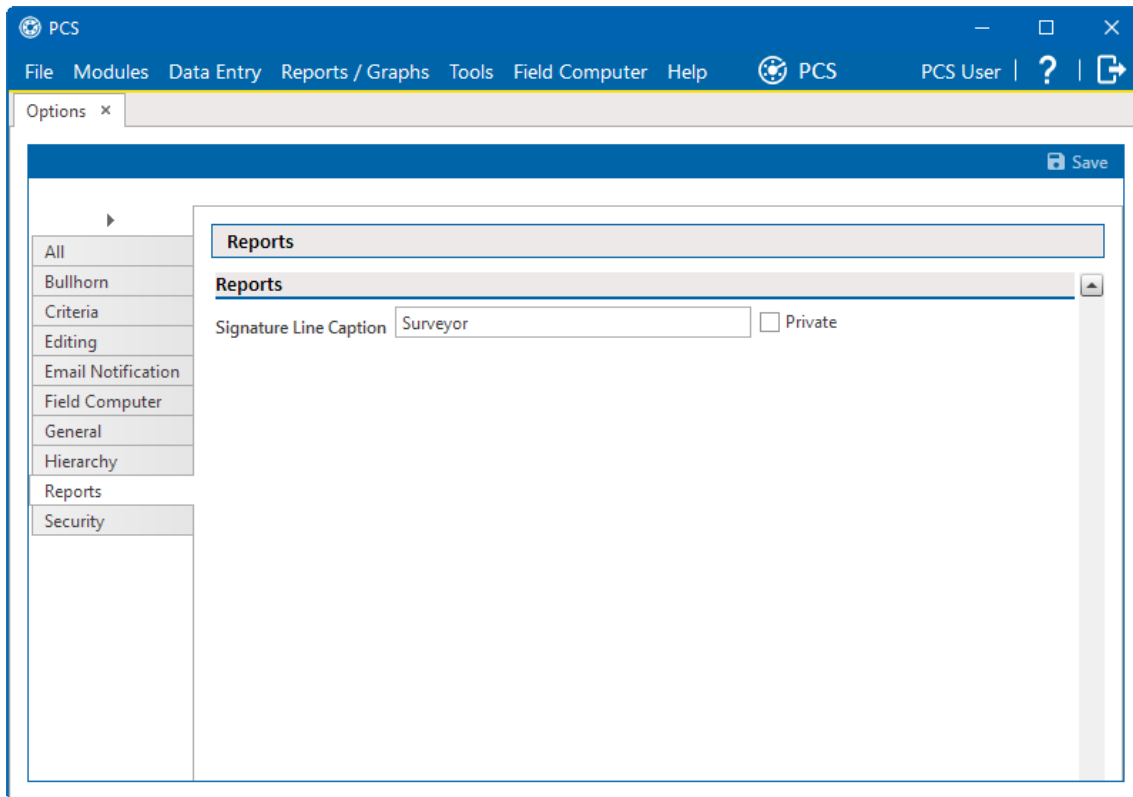 PCS
File Modules Data Entry Reports / Graphs Tools Field Computer Help PCS PCS User | ? |
Options ×
Save
All
Bullhorn
Criteria
Editing
Email Notification
Field Computer
General
Hierarchy
Reports
Security
Reports
Reports
Signature Line Caption Surveyor Private